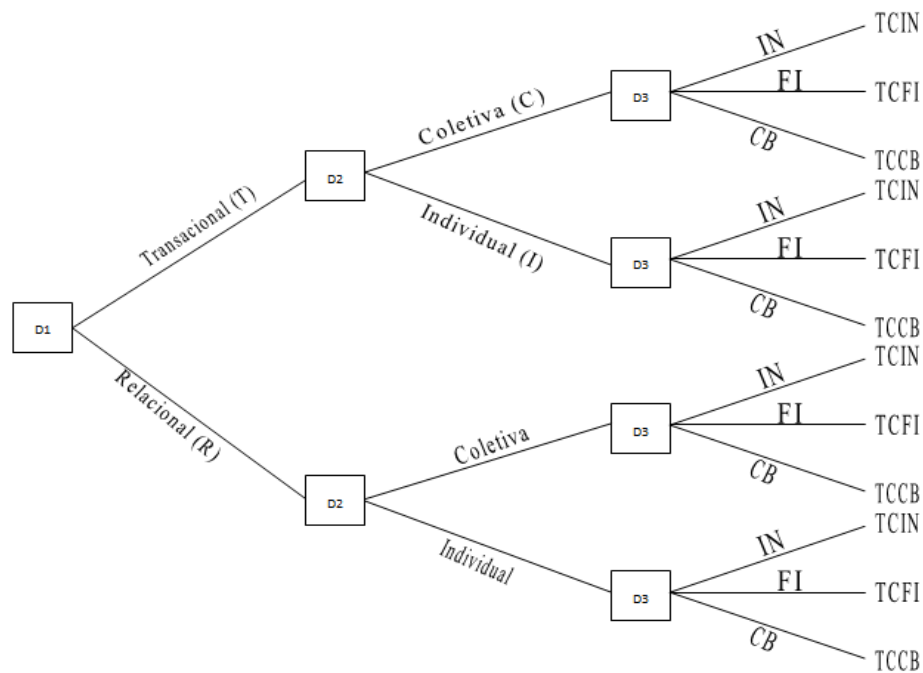 IN
TCIN
FI
TCFI
D3
CB
TCCB
Coletiva (C)
D2
Individual (I)
IN
TCIN
FI
TCFI
D3
CB
TCCB
Transacional (T)
D1
Relacional (R)
IN
TCIN
FI
TCFI
D3
CB
TCCB
Coletiva
D2
Individual
IN
TCIN
FI
TCFI
D3
CB
TCCB